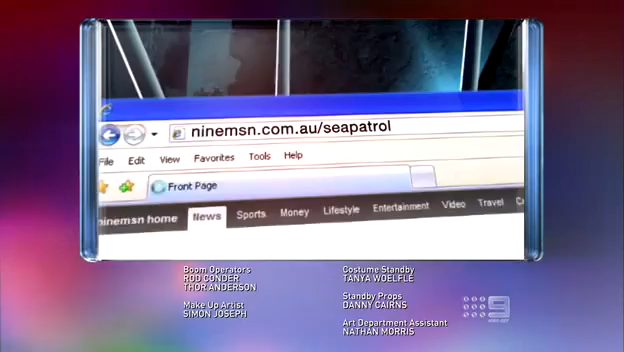 ninemsn.com.au/seapatrol
File Edit View Favorites Tools Help
Front Page
ninemsn home News Sports Money Lifestyle Entertainment Video Travel
Boom Operators
ROD CONDER
THOR ANDERSON
Make Up Artist
SIMON JOSEPH
Costume Standby
TANYA WOELFLE
Standby Props
DANNY CAIRNS
Art Department Assistant
NATHAN MORRIS
9